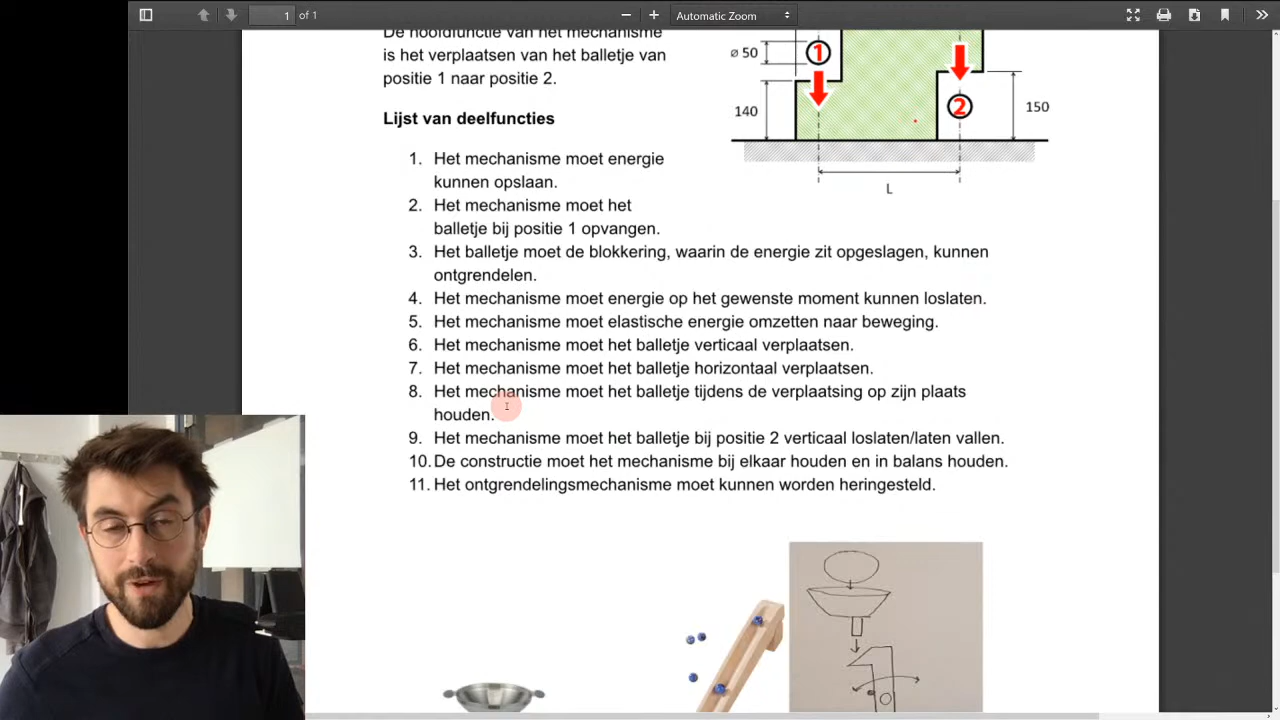 1 of 1
Automatic Zoom
De hoofdfunctie van het mechanisme
is het verplaatsen van het balletje van
positie 1 naar positie 2.
Lijst van deelfuncties
1. Het mechanisme moet energie
kunnen opslaan.
2. Het mechanisme moet het
balletje bij positie 1 opvangen.
3. Het balletje moet de blokkering, waarin de energie zit opgeslagen, kunnen
ontgrendelen.
4. Het mechanisme moet energie op het gewenste moment kunnen loslaten.
5. Het mechanisme moet elastische energie omzetten naar beweging.
6. Het mechanisme moet het balletje verticaal verplaatsen.
7. Het mechanisme moet het balletje horizontaal verplaatsen.
8. Het mechanisme moet het balletje tijdens de verplaatsing op zijn plaats
houden.
9. Het mechanisme moet het balletje bij positie 2 verticaal loslaten/laten vallen.
10. De constructie moet het mechanisme bij elkaar houden en in balans houden.
11. Het ontgrendelingsmechanisme moet kunnen worden heringesteld.
ø 50
1
140
2
150
L